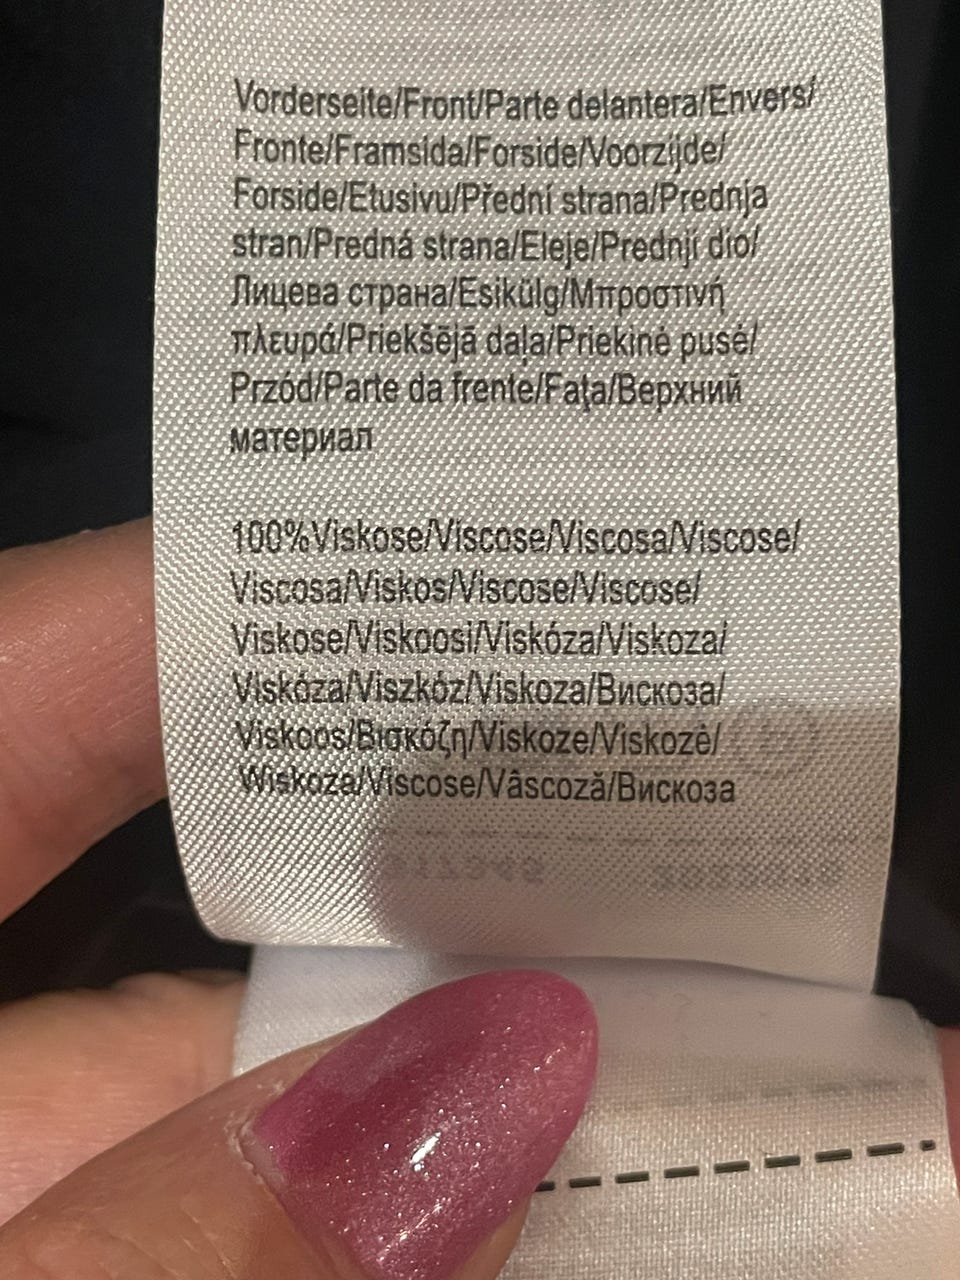 Vorderseite/Front/Parte delantera/Envers/
Fronte/Framsida/Forside/Voorzijde/
Forside/Etusivu/Přední strana/Prednja
stran/Predná strana/Eleje/Prednji dio/
Лицева страна/Esikülg/Μπροστινή
πλευρά/Priekšējā daļa/Priekinė pusė/
Przód/Parte da frente/Faţa/Верхний
материал
100%Viskose/Viscose/Viscosa/Viscose/
Viscosa/Viskos/Viscose/Viscose/
Viskose/Viskoosi/Viskóza/Viskoza/
Viskóza/Viszkóz/Viskoza/Вискоза/
Viskoos/Βισκόζη/Viskoze/Viskozė/
Wiskoza/Viscose/Vâscoză/Вискоза